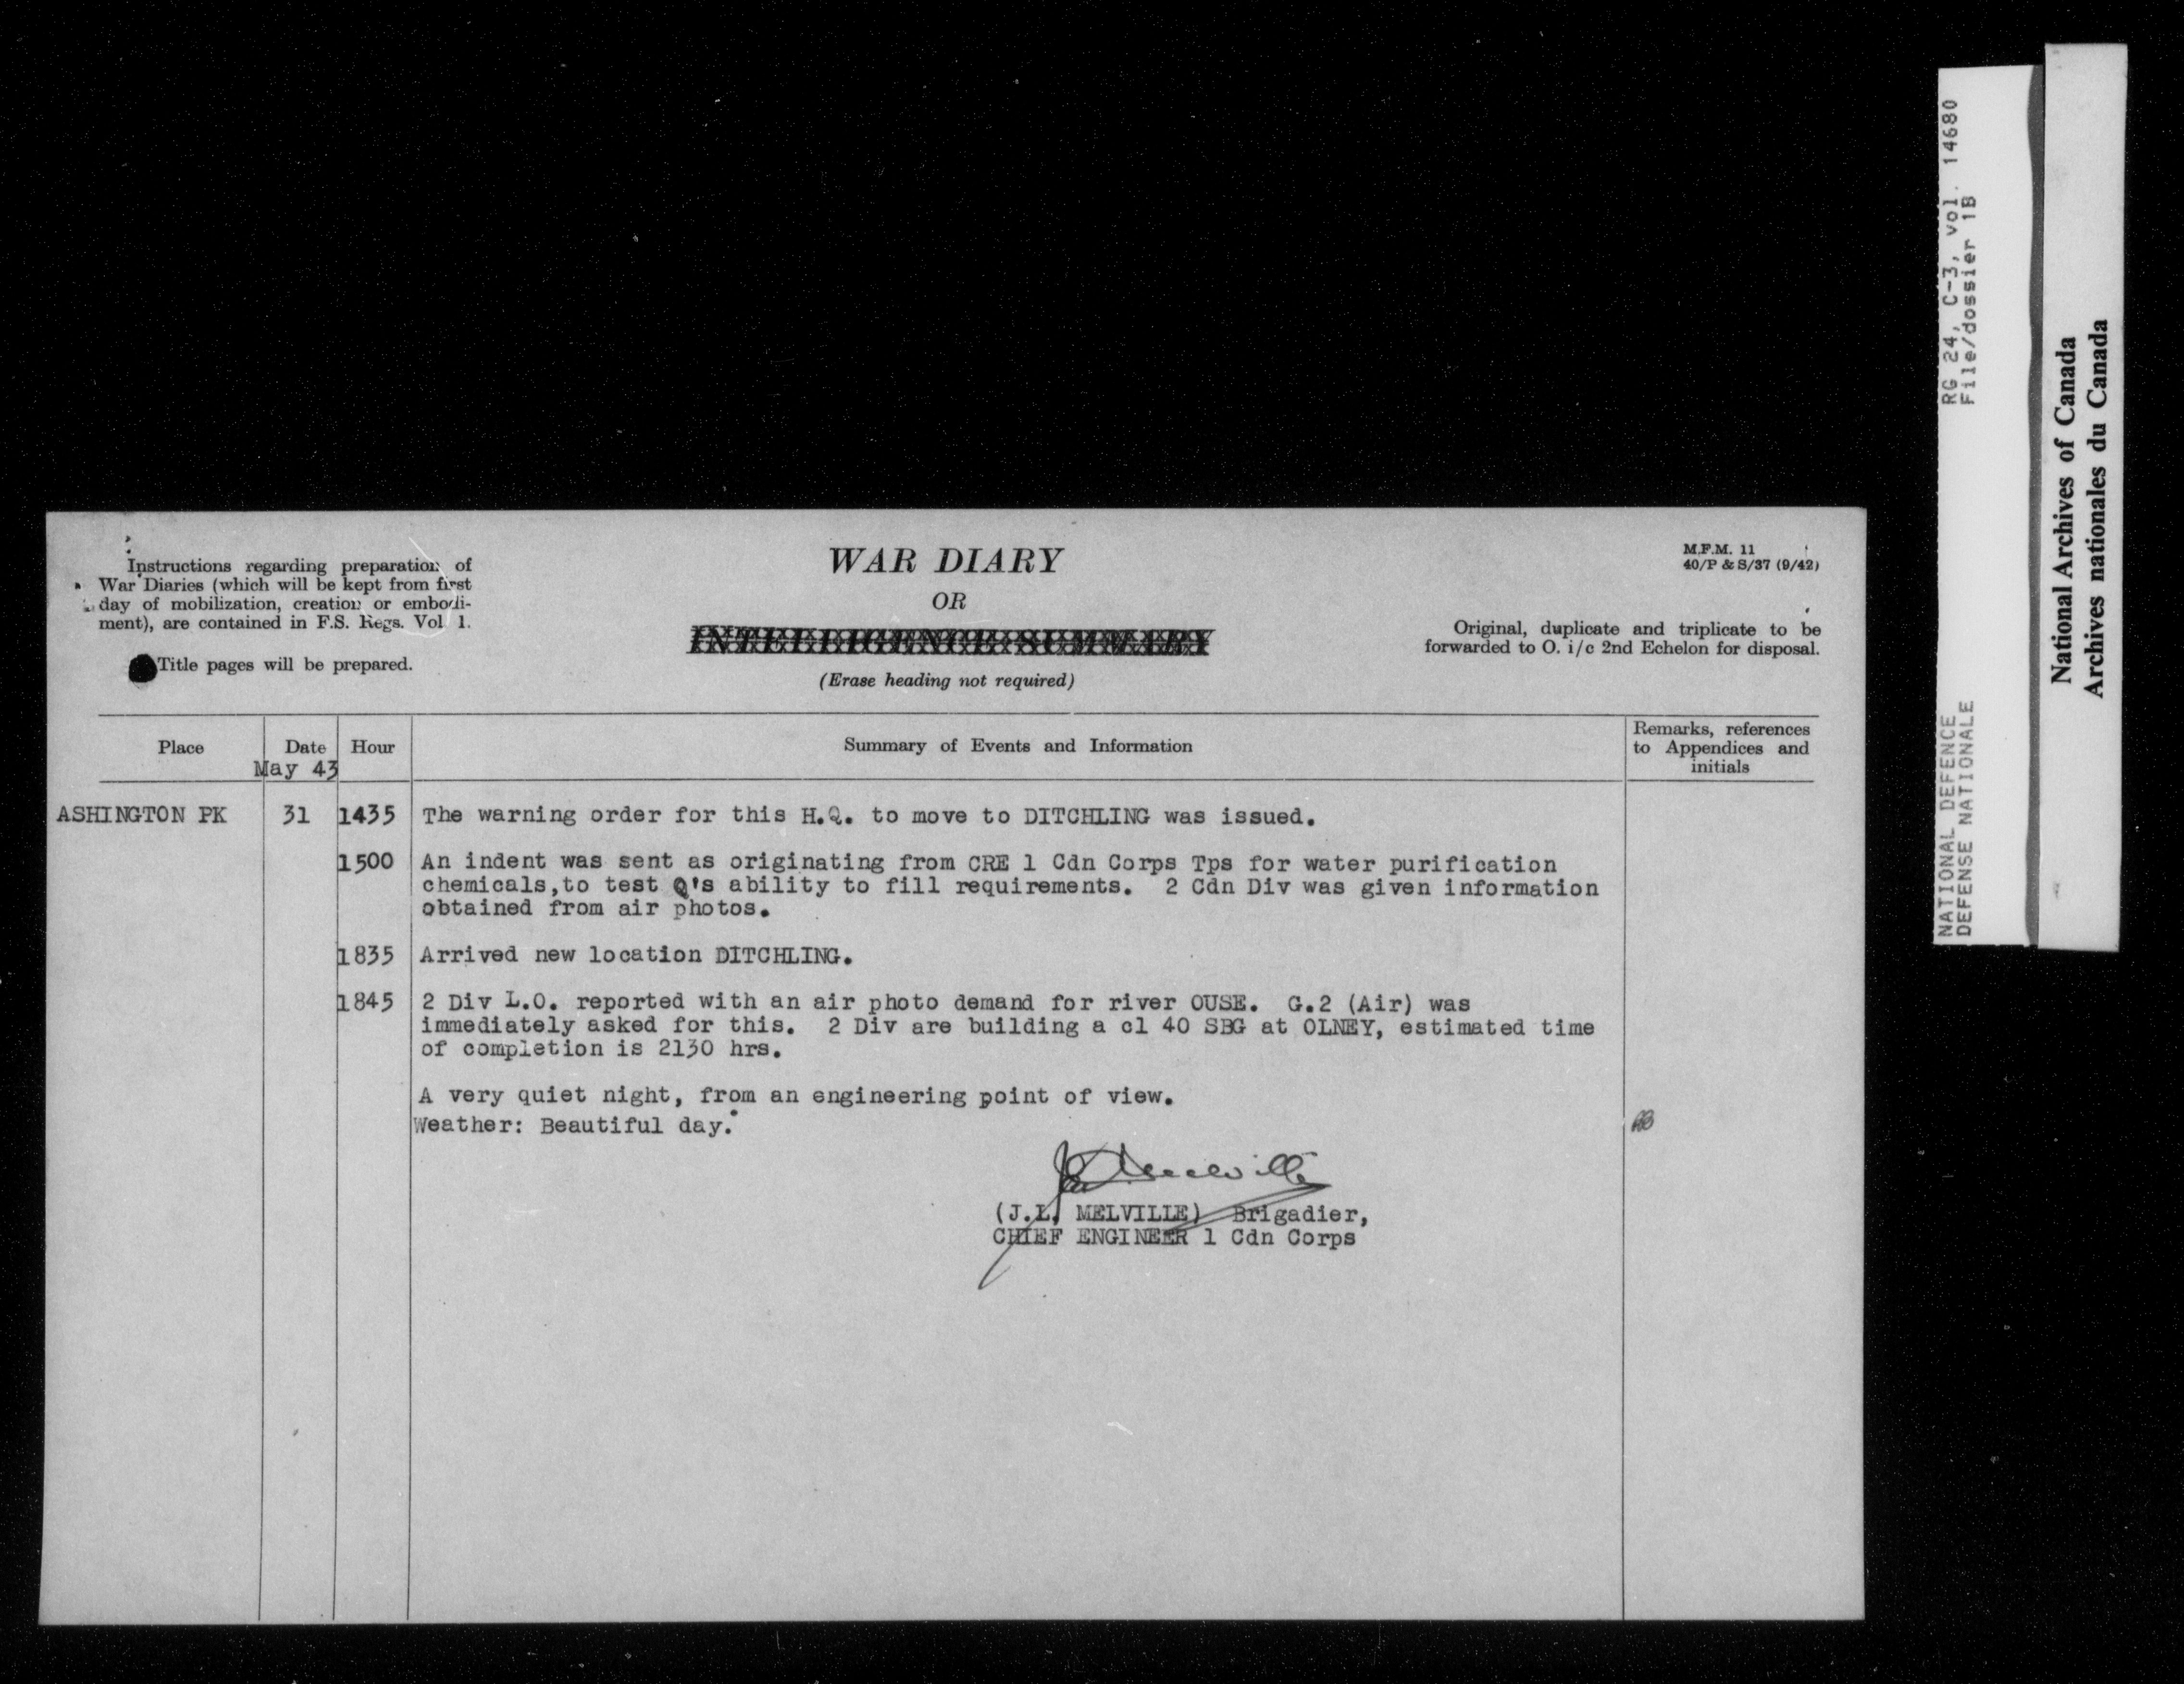 Instructions regarding preparation of
War Diaries (which will be kept from first
day of mobilization, creation or embodi-
ment), are contained in F.S. Regs. Vol 1.
Title pages will be prepared.
WAR DIARY
OR
INTELLIGENCE SUMMARY
(Erase heading not required)
M.F.M. 11
40/P & S/37 (9/42)
Original, duplicate and triplicate to be
forwarded to O. i/c 2nd Echelon for disposal.
Place Date Hour Summary of Events and Information Remarks, references
to Appendices and
initials
May 43
ASHINGTON PK 31 1435 The warning order for this H.Q. to move to DITCHLING was issued.
1500 An indent was sent as originating from CRE 1 Cdn Corps Tps for water purification
chemicals,to test Q's ability to fill requirements. 2 Cdn Div was given information
obtained from air photos.
1835 Arrived new location DITCHLING.
1845 2 Div L.O. reported with an air photo demand for river OUSE. G.2 (Air) was
immediately asked for this. 2 Div are building a cl 40 SBG at OLNEY, estimated time
of completion is 2130 hrs.
A very quiet night, from an engineering point of view.
Weather: Beautiful day.
(J.L. MELVILLE) Brigadier,
CHIEF ENGINEER 1 Cdn Corps
RG 24, C-3, vol. 14680
File/dossier 1B
NATIONAL DEFENCE
DEFENSE NATIONALE
National Archives of Canada
Archives nationales du Canada